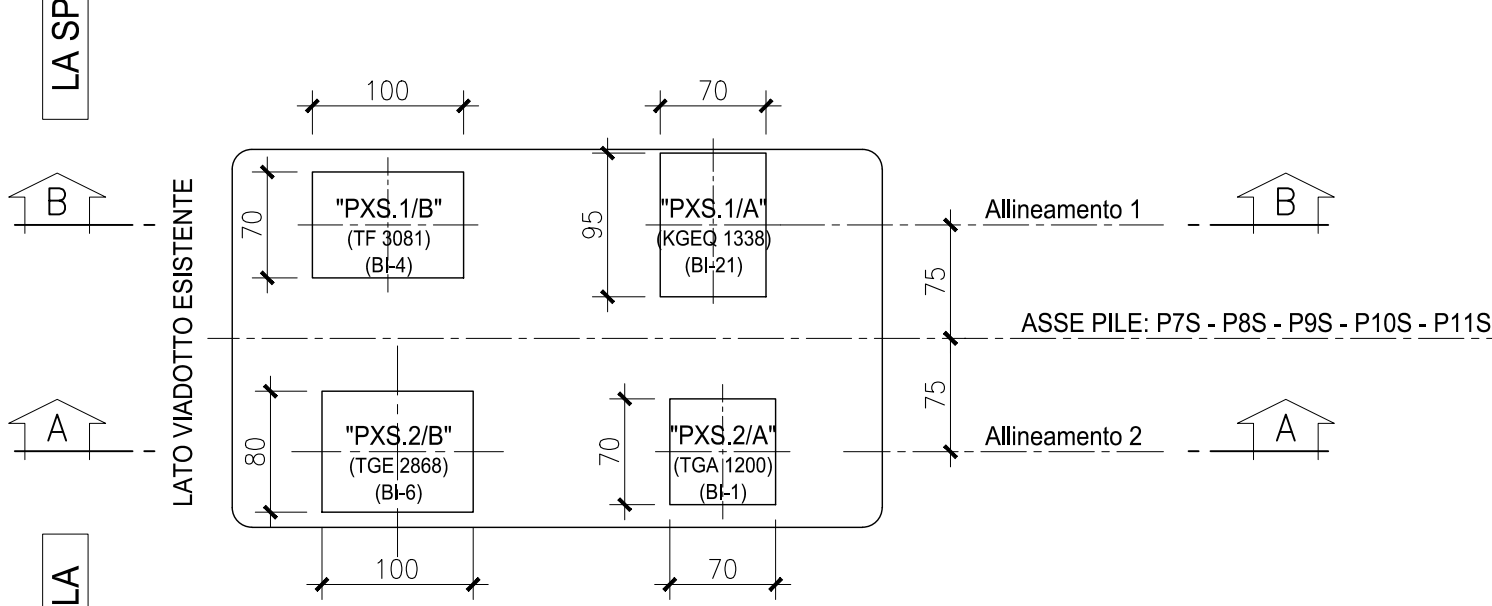 LA SP
100
70
B
LATO VIADOTTO ESISTENTE
70
"PXS.1/B"
(TF 3081)
(BI-4)
95
"PXS.1/A"
(KGEQ 1338)
(BI-21)
Allineamento 1
B
75
ASSE PILE: P7S - P8S - P9S - P10S - P11S
75
A
80
"PXS.2/B"
(TGE 2868)
(BI-6)
70
"PXS.2/A"
(TGA 1200)
(BI-1)
Allineamento 2
A
LA
100
70